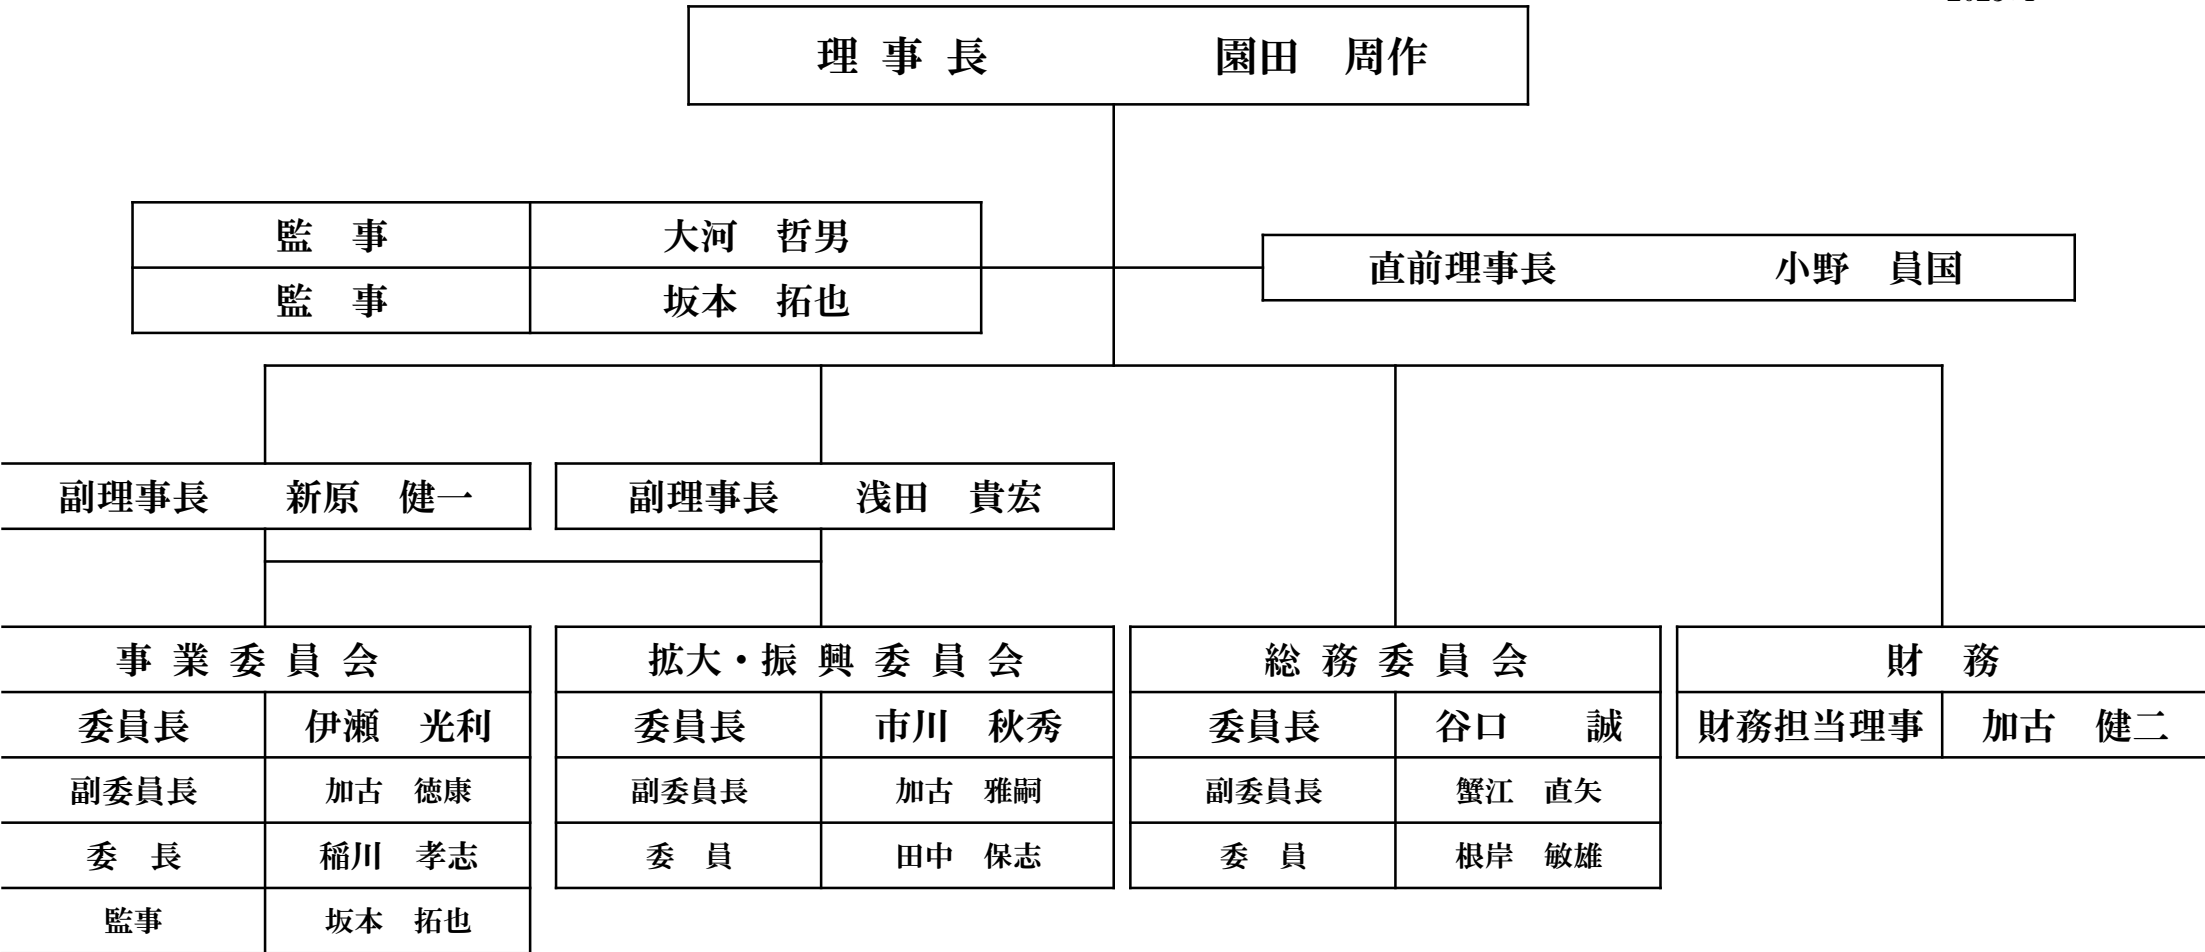 理 事 長 園田 周作
監 事 大河 哲男
監 事 坂本 拓也
直前理事長 小野 員国
副理事長 新原 健一
副理事長 浅田 貴宏
事 業 委 員 会
委員長 伊瀬 光利
副委員長 加古 徳康
委 長 稲川 孝志
監事 坂本 拓也
拡大・振 興 委 員 会
委員長 市川 秋秀
副委員長 加古 雅嗣
委 員 田中 保志
総 務 委 員 会
委員長 谷口 誠
副委員長 蟹江 直矢
委 員 根岸 敏雄
財 務
財務担当理事 加古 健二